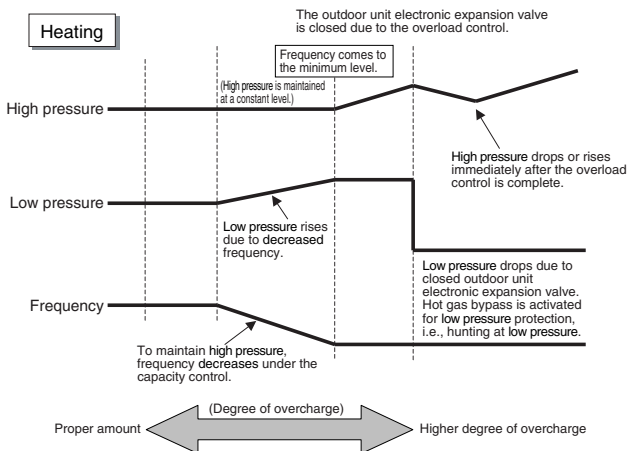 Heating
The outdoor unit electronic expansion valve
is closed due to the overload control.
Frequency comes to
the minimum level.
(High pressure is maintained
at a constant level.)
High pressure
High pressure drops or rises
immediately after the overload
control is complete.
Low pressure
Low pressure rises
due to decreased
frequency.
Low pressure drops due to
closed outdoor unit
electronic expansion valve.
Hot gas bypass is activated
for low pressure protection,
i.e., hunting at low pressure.
Frequency
To maintain high pressure,
frequency decreases under the
capacity control.
(Degree of overcharge)
Proper amount
Higher degree of overcharge